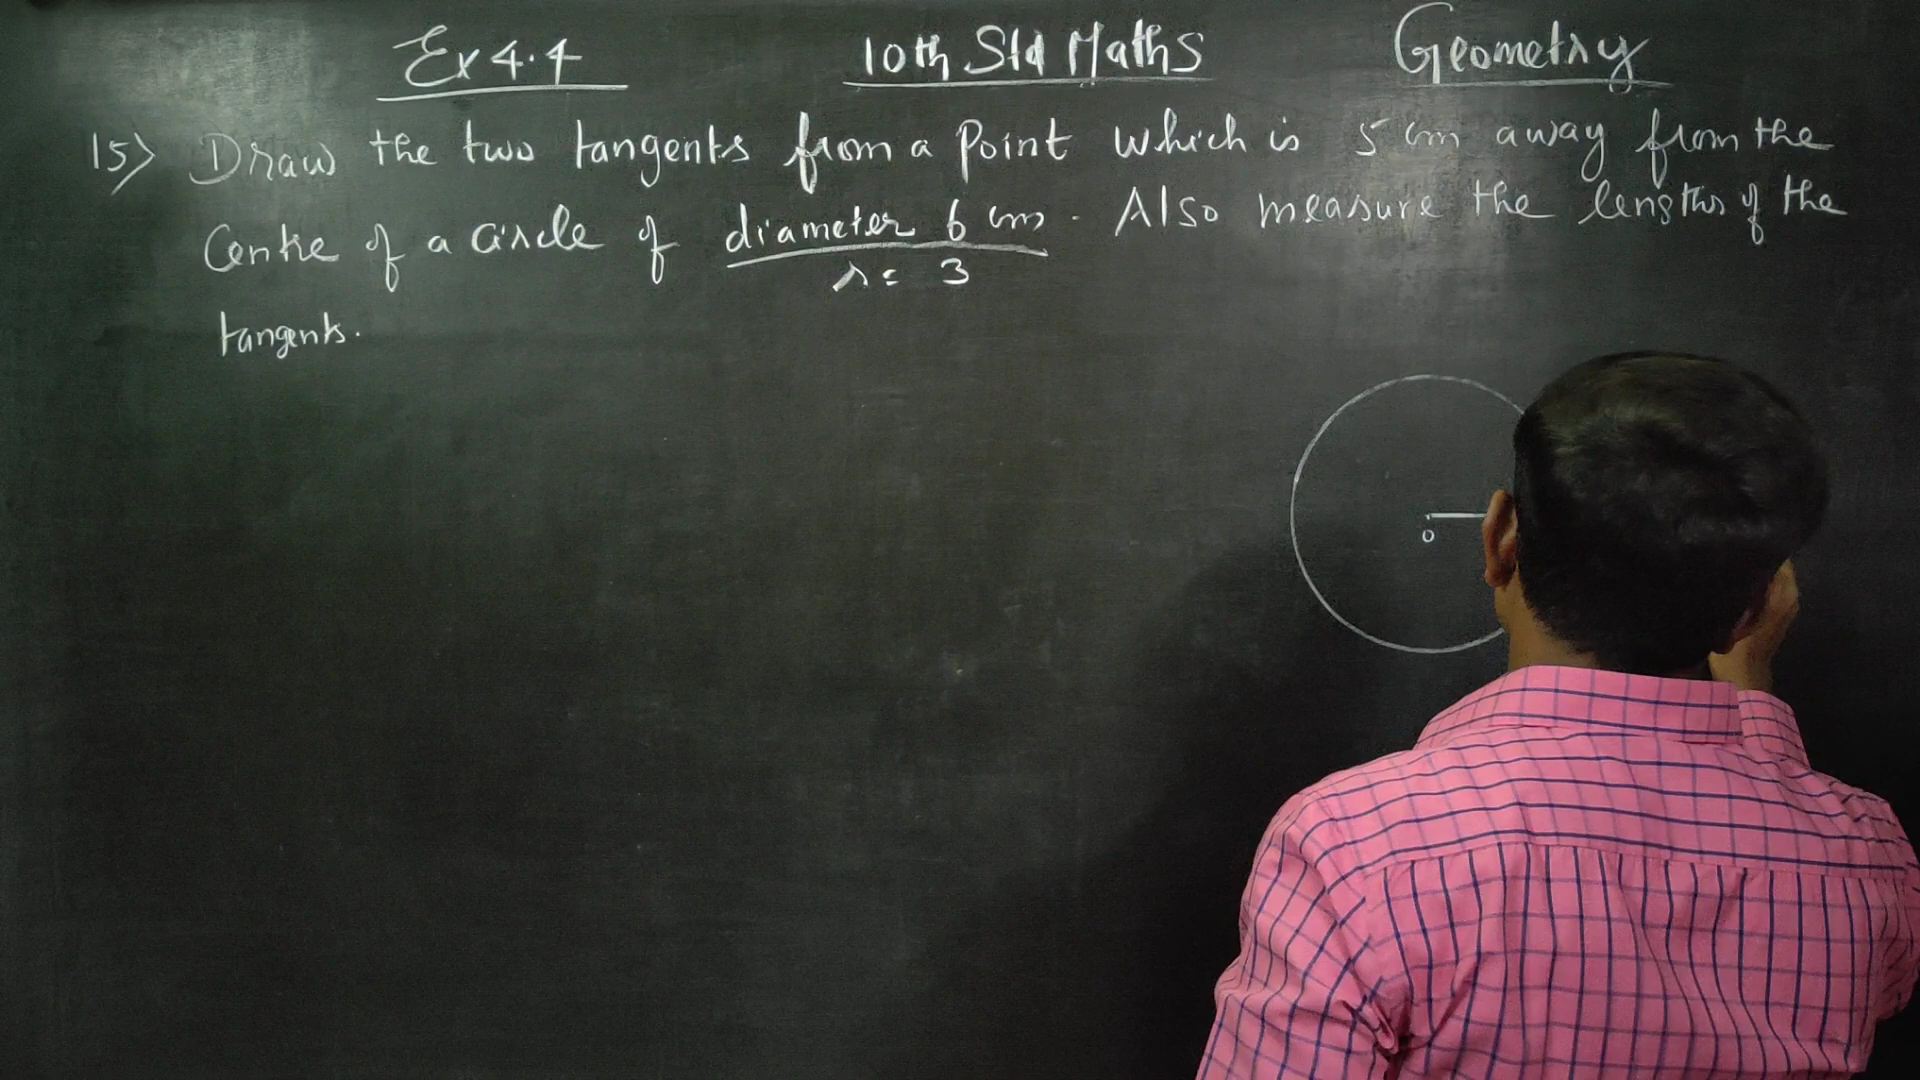 Ex 4.4 10th Std Maths Geometry
15) Draw the two tangents from a point which is 5 cm away from the
Centre of a circle of diameter 6 cm. Also measure the lengths of the
r = 3
tangents.
O